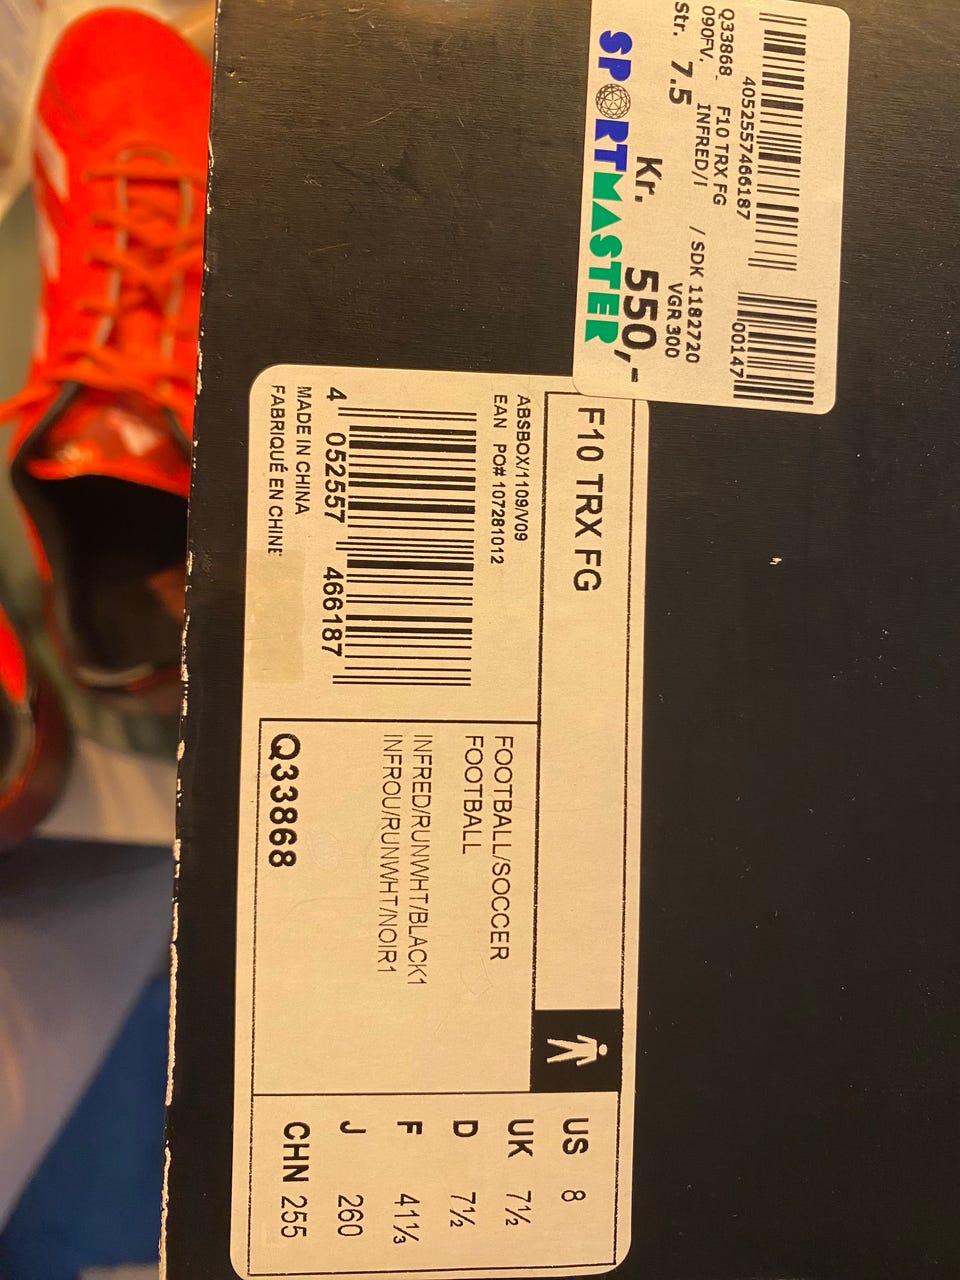 4052557466187
00147
Q33868 F10 TRX FG / SDK 1182720
090FV. INFRED/I VGR 300
Str. 7.5
Kr. 550,-
SPORTMASTER
F10 TRX FG
ABSBOX/1109/V09
EAN PO# 107281012
4 052557 466187
MADE IN CHINA
FABRIQUÉ EN CHINE
FOOTBALL/SOCCER
FOOTBALL
INFRED/RUNWHT/BLACK1
INFROU/RUNWHT/NOIR1
Q33868
US 8
UK 7½
D 7½
F 41⅓
J 260
CHN 255